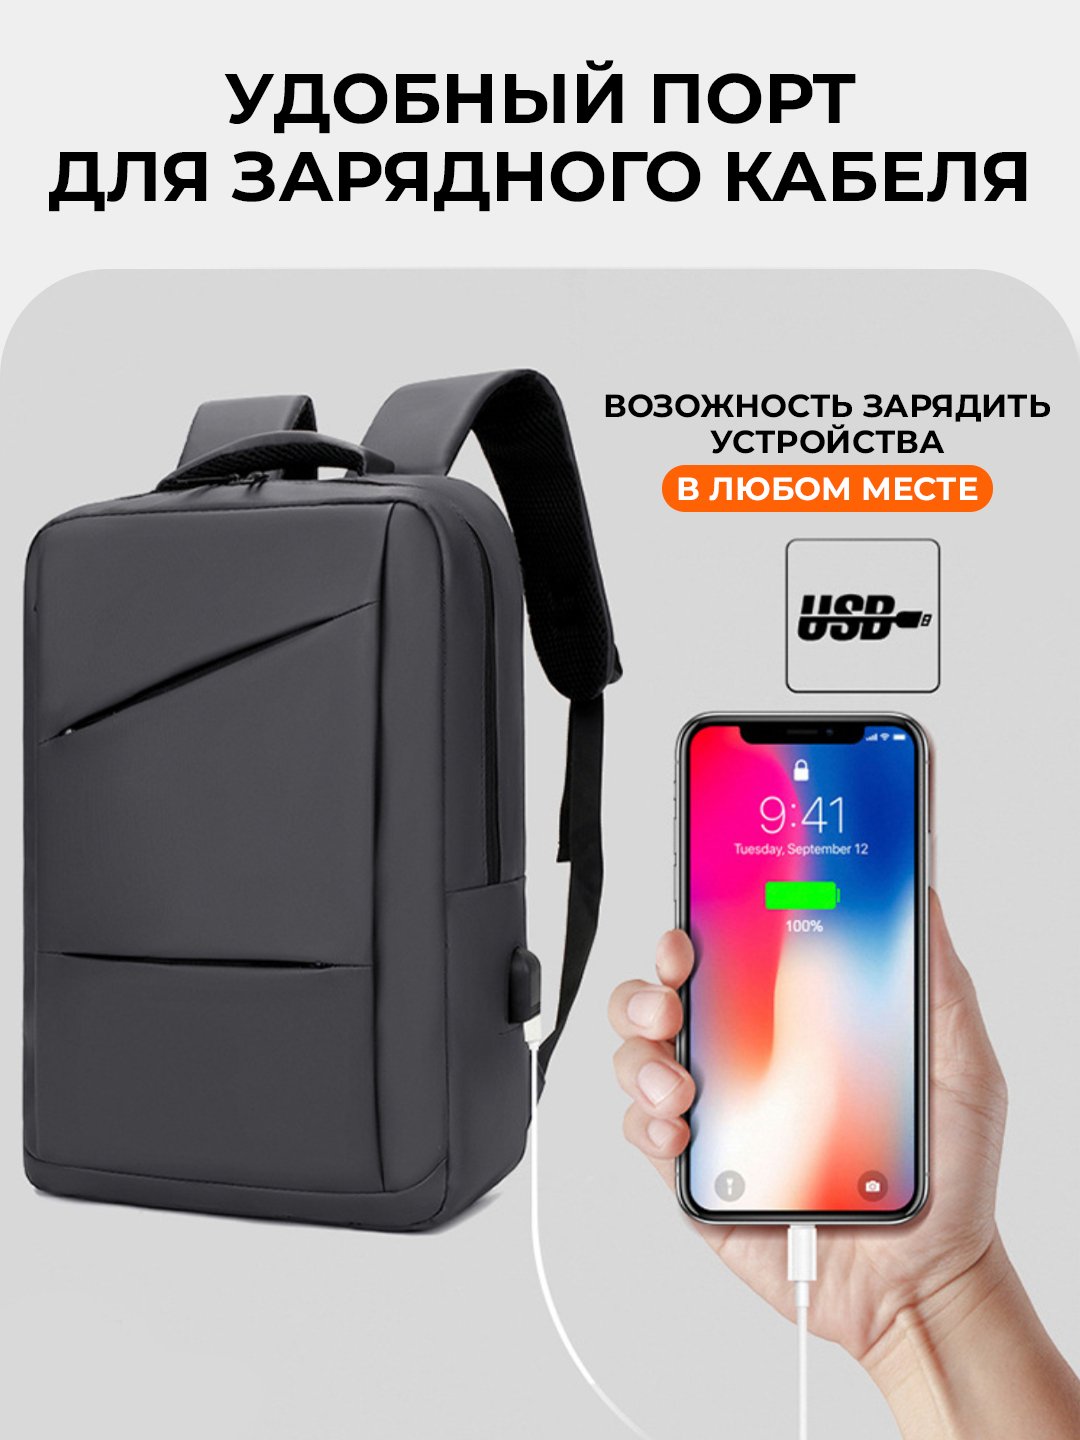 УДОБНЫЙ ПОРТ
ДЛЯ ЗАРЯДНОГО КАБЕЛЯ
ВОЗОЖНОСТЬ ЗАРЯДИТЬ
УСТРОЙСТВА
В ЛЮБОМ МЕСТЕ
USB
9:41
Tuesday, September 12
100%